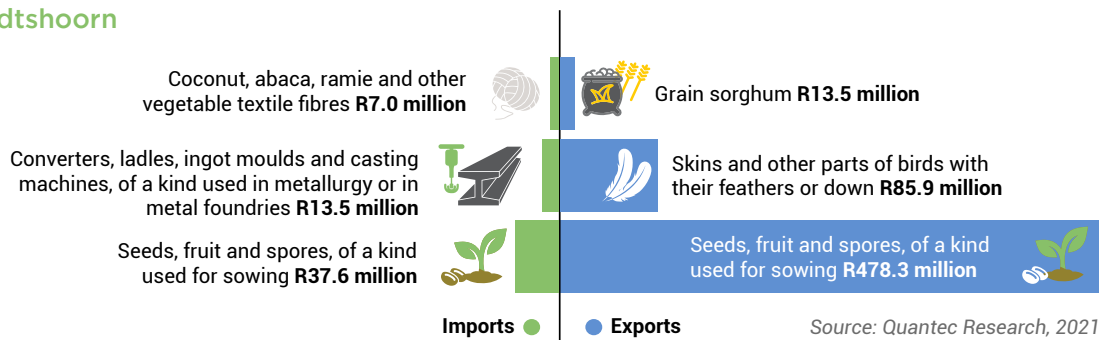 dtshoorn
Coconut, abaca, ramie and other
vegetable textile fibres R7.0 million
Grain sorghum R13.5 million
Converters, ladles, ingot moulds and casting
machines, of a kind used in metallurgy or in
metal foundries R13.5 million
Skins and other parts of birds with
their feathers or down R85.9 million
Seeds, fruit and spores, of a kind
used for sowing R37.6 million
Seeds, fruit and spores, of a kind
used for sowing R478.3 million
Imports
Exports
Source: Quantec Research, 2021